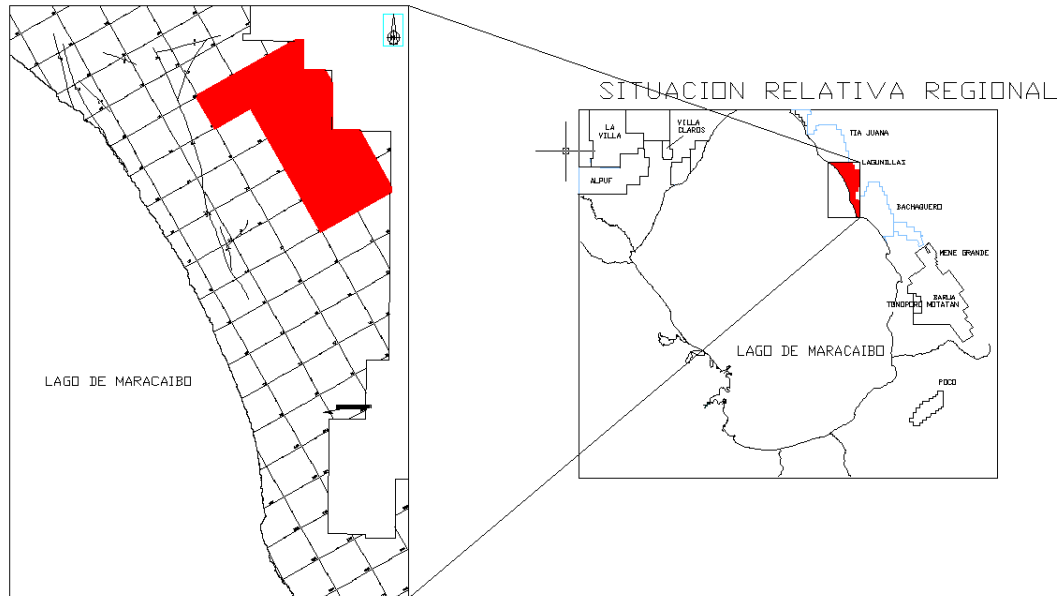 SITUACION RELATIVA REGIONAL
LA
VILLA
VILLA
CLAROS
ALPUF
TIA JUANA
LAGUNILLAS
BACHAQUERO
MENE GRANDE
BARUA
TONOPORO MOTATAN
LAGO DE MARACAIBO
LAGO DE MARACAIBO
POCO